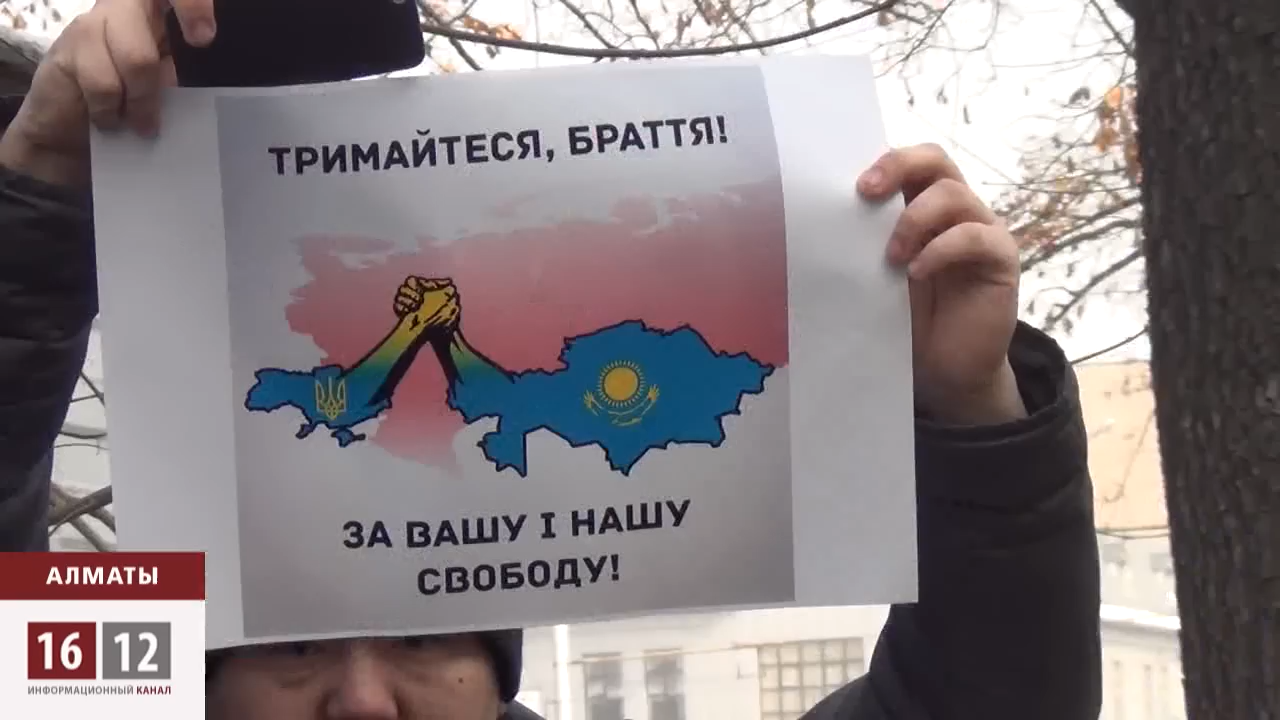 ТРИМАЙТЕСЯ, БРАТТЯ!
ЗА ВАШУ І НАШУ
СВОБОДУ!
АЛМАТЫ
16 12
ИНФОРМАЦИОННЫЙ КАНАЛ